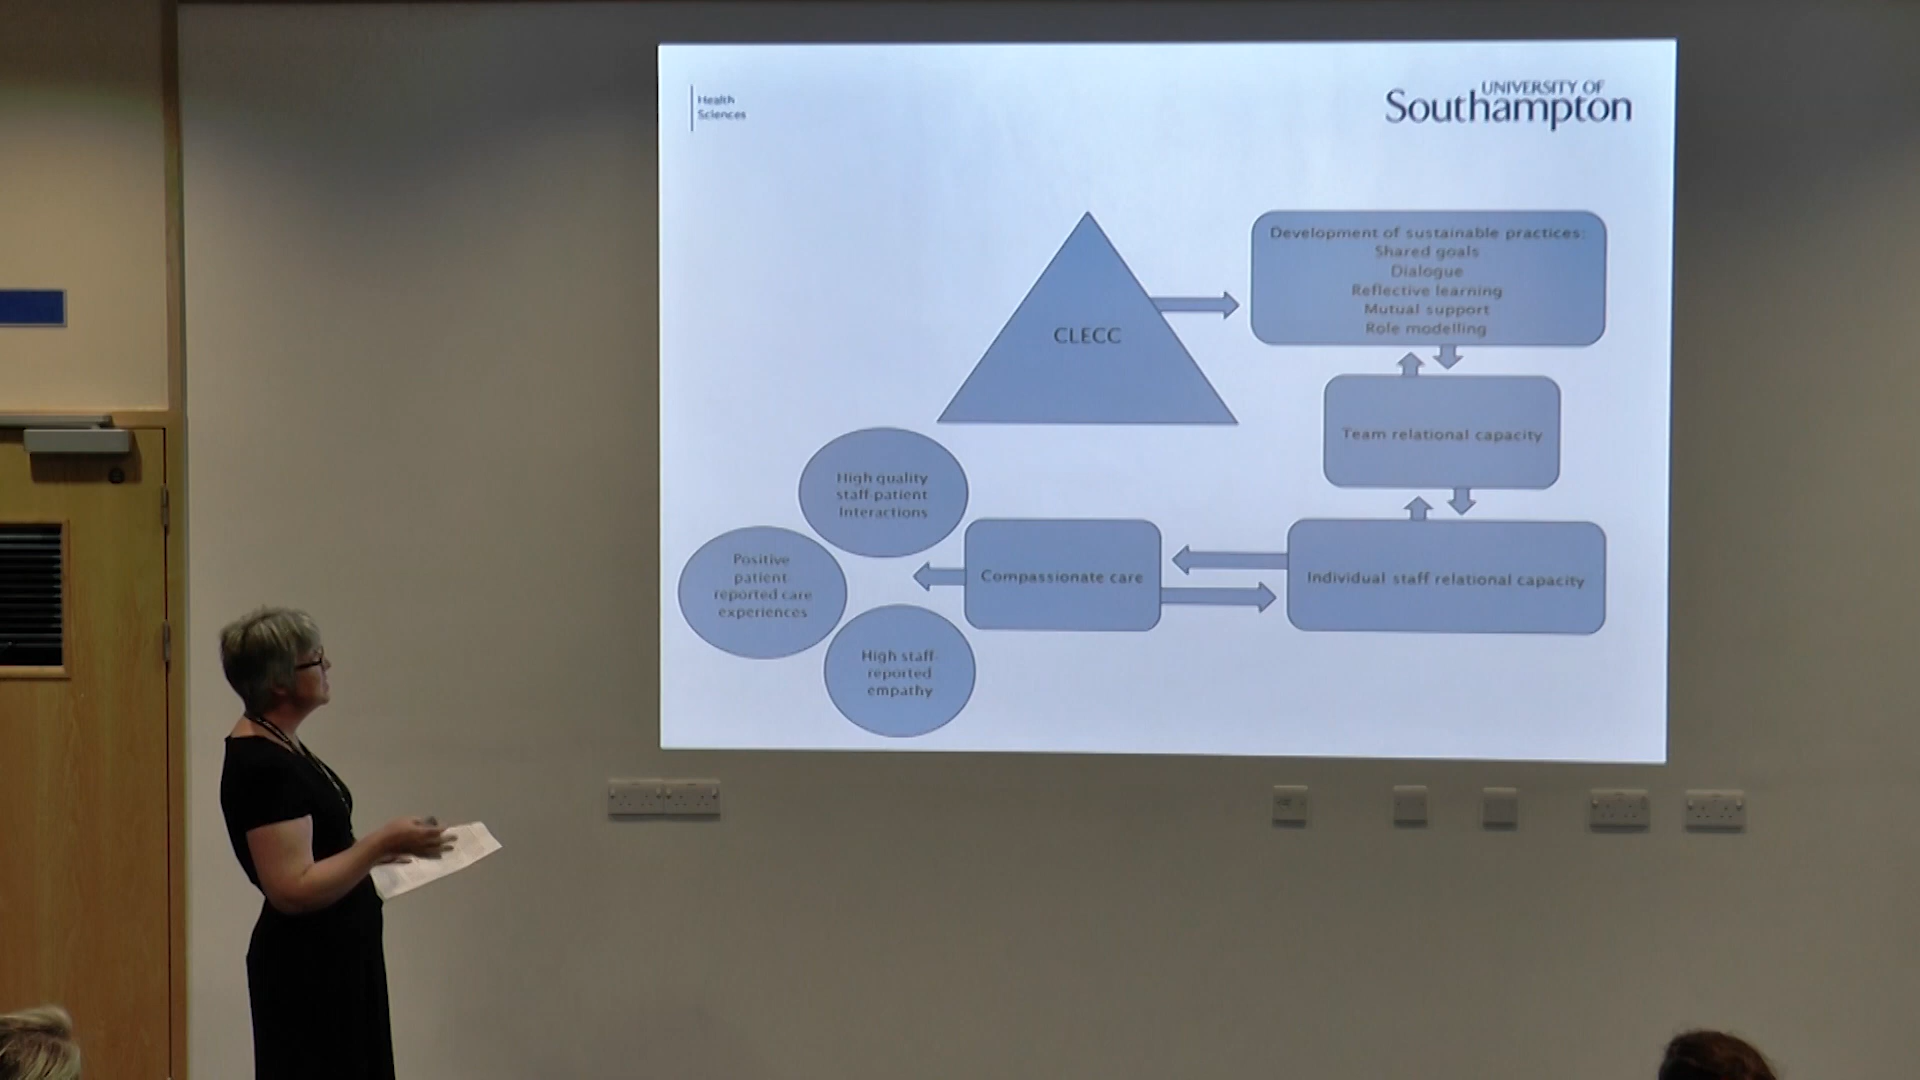 Health
Sciences
UNIVERSITY OF
Southampton
Development of sustainable practices:
Shared goals
Dialogue
Reflective learning
Mutual support
Role modelling
CLECC
Team relational capacity
High quality
staff-patient
Interactions
Positive
patient
reported care
experiences
Compassionate care
Individual staff relational capacity
High staff-
reported
empathy